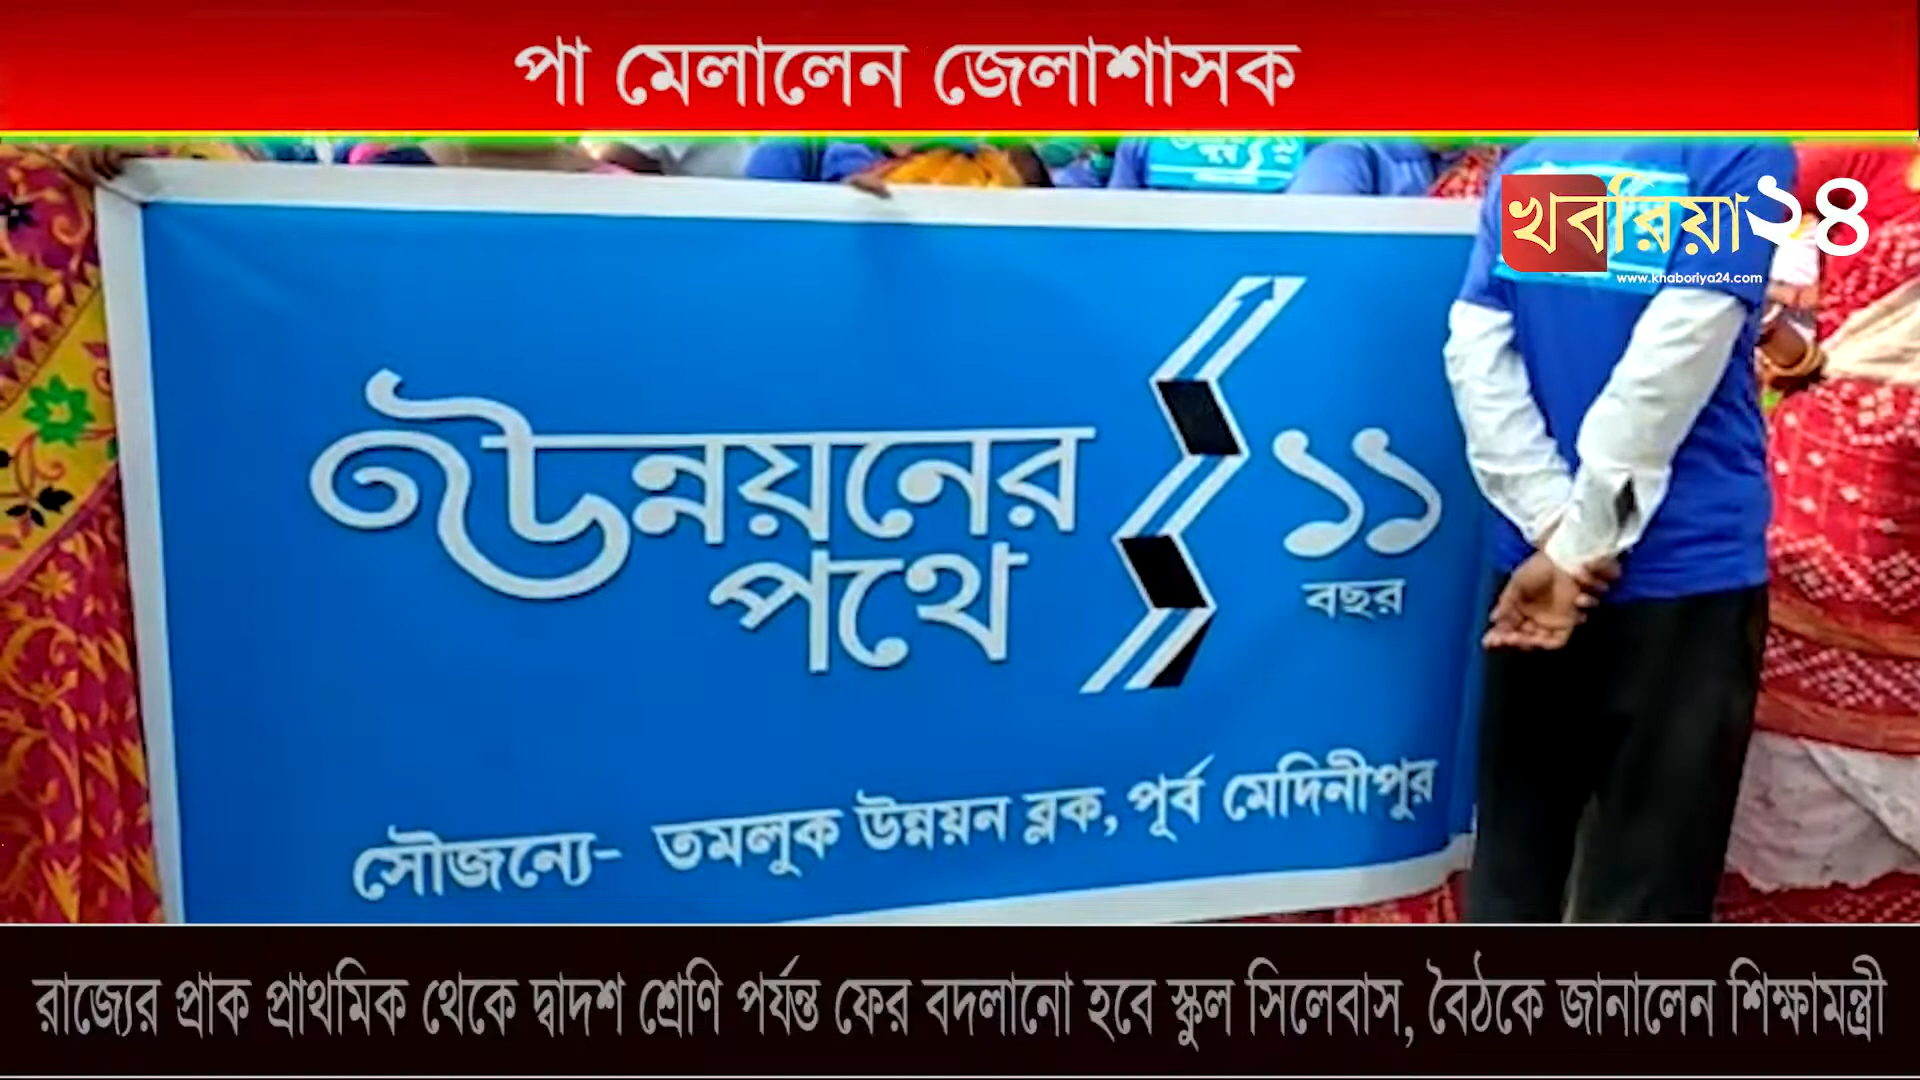 পা মেলালেন জেলাশাসক
খবরিয়া২৪
www.khaboriya24.com
উন্নয়নের
পথে
১১
বছর
সৌজন্যে- তমলুক উন্নয়ন ব্লক, পূর্ব মেদিনীপুর
রাজ্যের প্রাক প্রাথমিক থেকে দ্বাদশ শ্রেণি পর্যন্ত ফের বদলানো হবে স্কুল সিলেবাস, বৈঠকে জানালেন শিক্ষামন্ত্রী